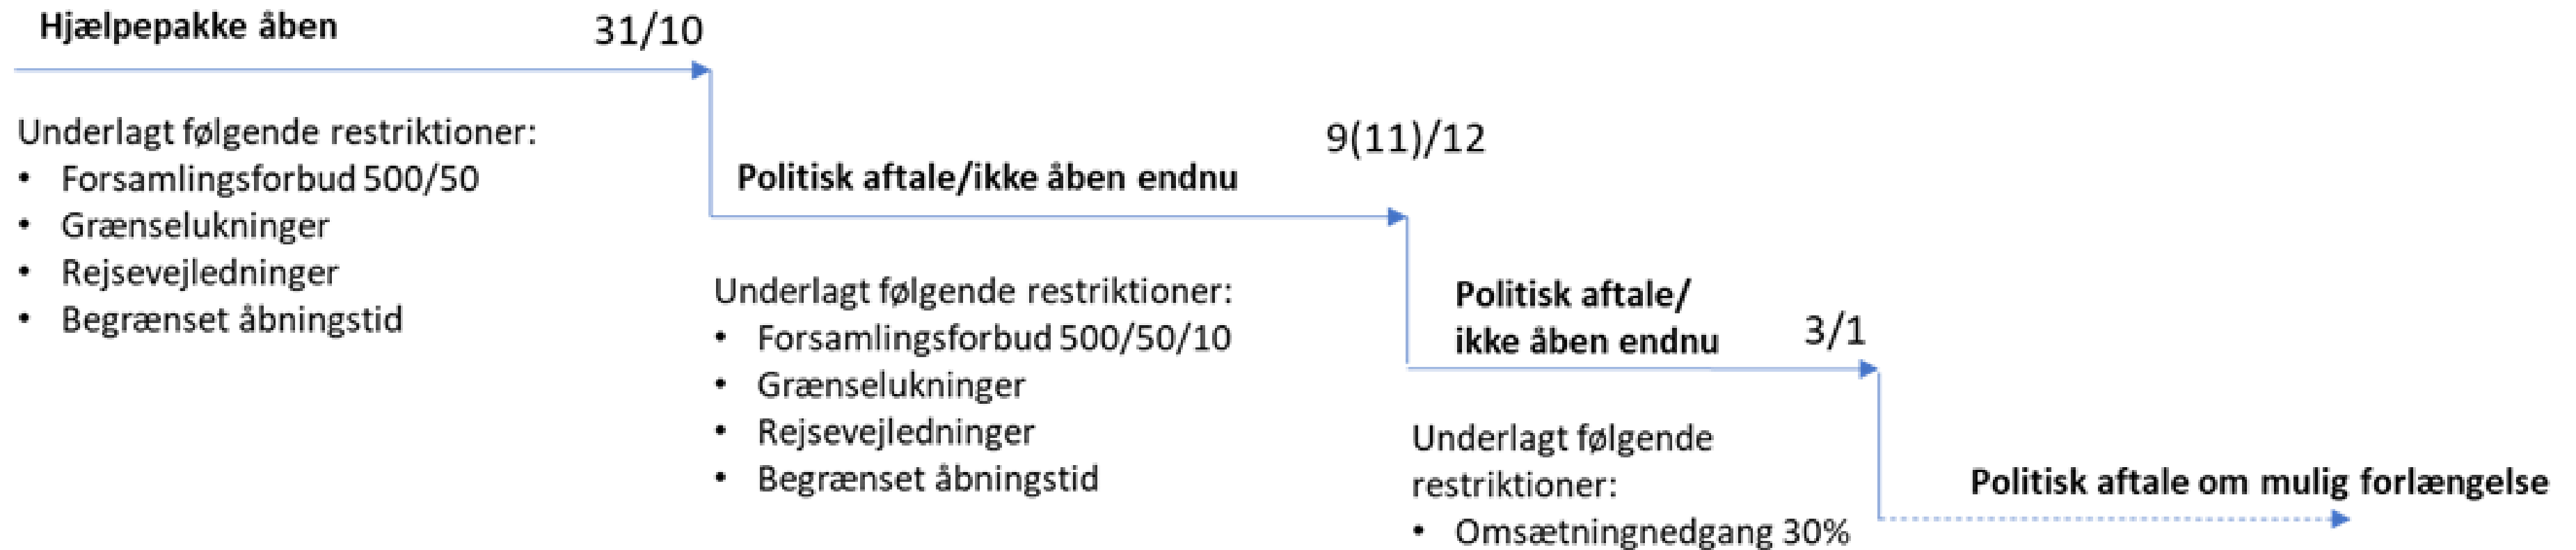 Hjælpepakke åben
31/10
Underlagt følgende restriktioner:
• Forsamlingsforbud 500/50
• Grænselukninger
• Rejsevejledninger
• Begrænset åbningstid
9(11)/12
Politisk aftale/ikke åben endnu
Underlagt følgende restriktioner:
• Forsamlingsforbud 500/50/10
• Grænselukninger
• Rejsevejledninger
• Begrænset åbningstid
Politisk aftale/
ikke åben endnu
3/1
Underlagt følgende
restriktioner:
• Omsætningnedgang 30%
Politisk aftale om mulig forlængelse